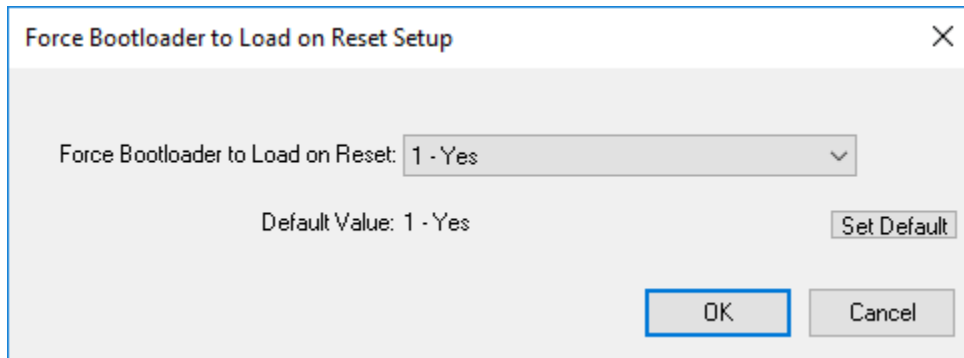 Force Bootloader to Load on Reset Setup
Force Bootloader to Load on Reset: 1 - Yes
Default Value: 1 - Yes Set Default
OK Cancel